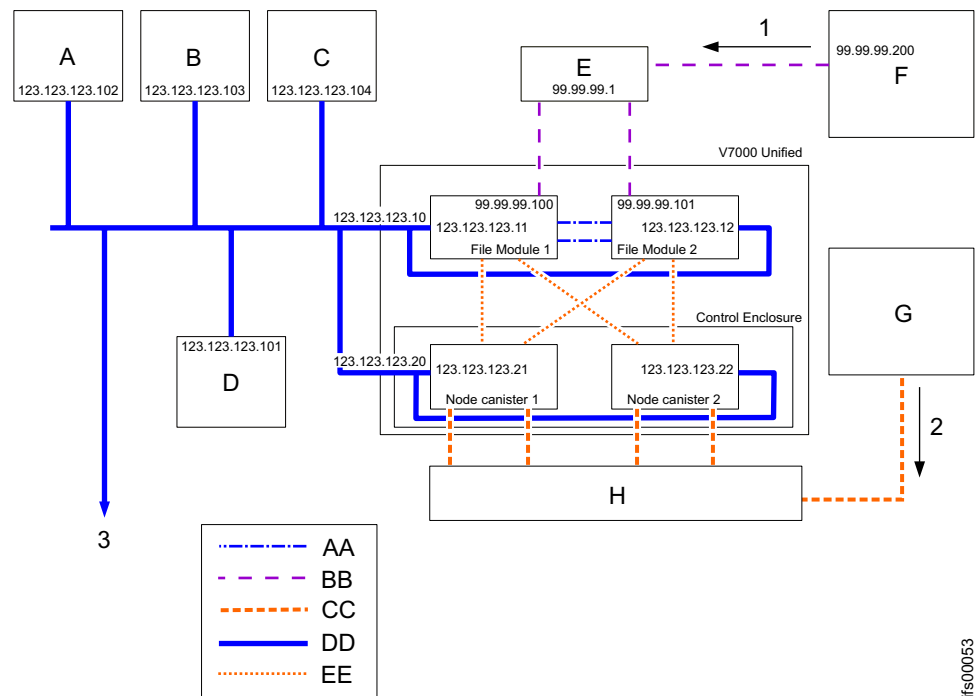 A
123.123.123.102
B
123.123.123.103
C
123.123.123.104
E
99.99.99.1
1
99.99.99.200
F
V7000 Unified
99.99.99.100
123.123.123.10
123.123.123.11
File Module 1
99.99.99.101
123.123.123.12
File Module 2
G
Control Enclosure
123.123.123.101
D
123.123.123.20
123.123.123.21
Node canister 1
123.123.123.22
Node canister 2
2
H
3
AA
BB
CC
DD
EE
ifs00053